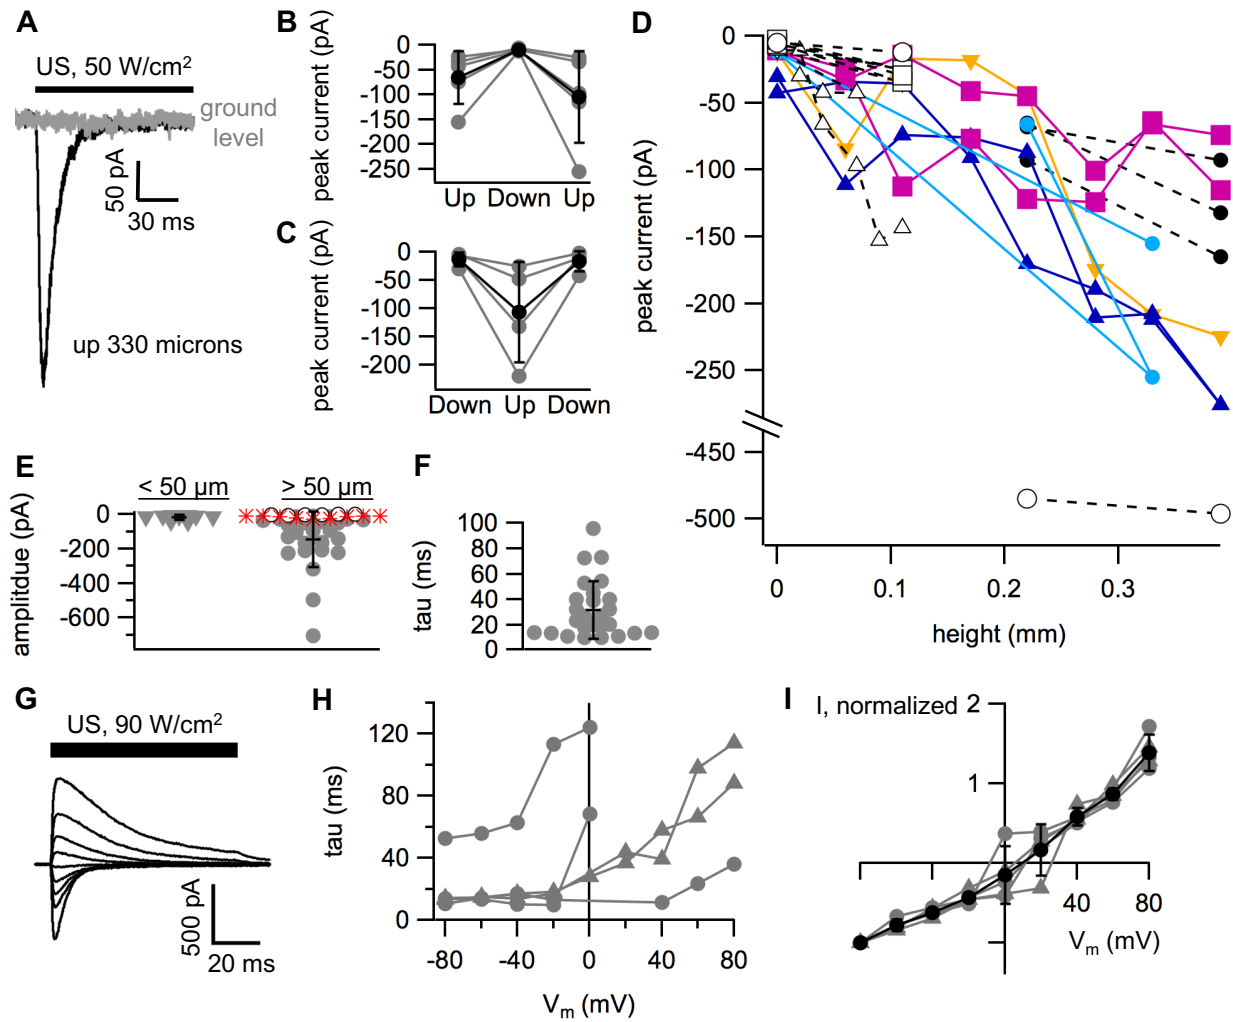 A
US, 50 W/cm²
ground
level
50 pA
30 ms
up 330 microns
B
peak current (pA)
0
-50
-100
-150
-200
-250
Up Down Up
C
peak current (pA)
0
-50
-100
-150
-200
Down Up Down
D
peak current (pA)
0
-50
-100
-150
-200
-250
-450
-500
0 0.1 0.2 0.3
height (mm)
E
< 50 µm > 50 µm
amplitdue (pA)
0
-200
-400
-600
F
tau (ms)
100
80
60
40
20
0
G
US, 90 W/cm²
500 pA
20 ms
H
tau (ms)
120
80
40
0
-80 -40 0 40 80
Vm (mV)
I
I, normalized
2
1
40 80
Vm (mV)